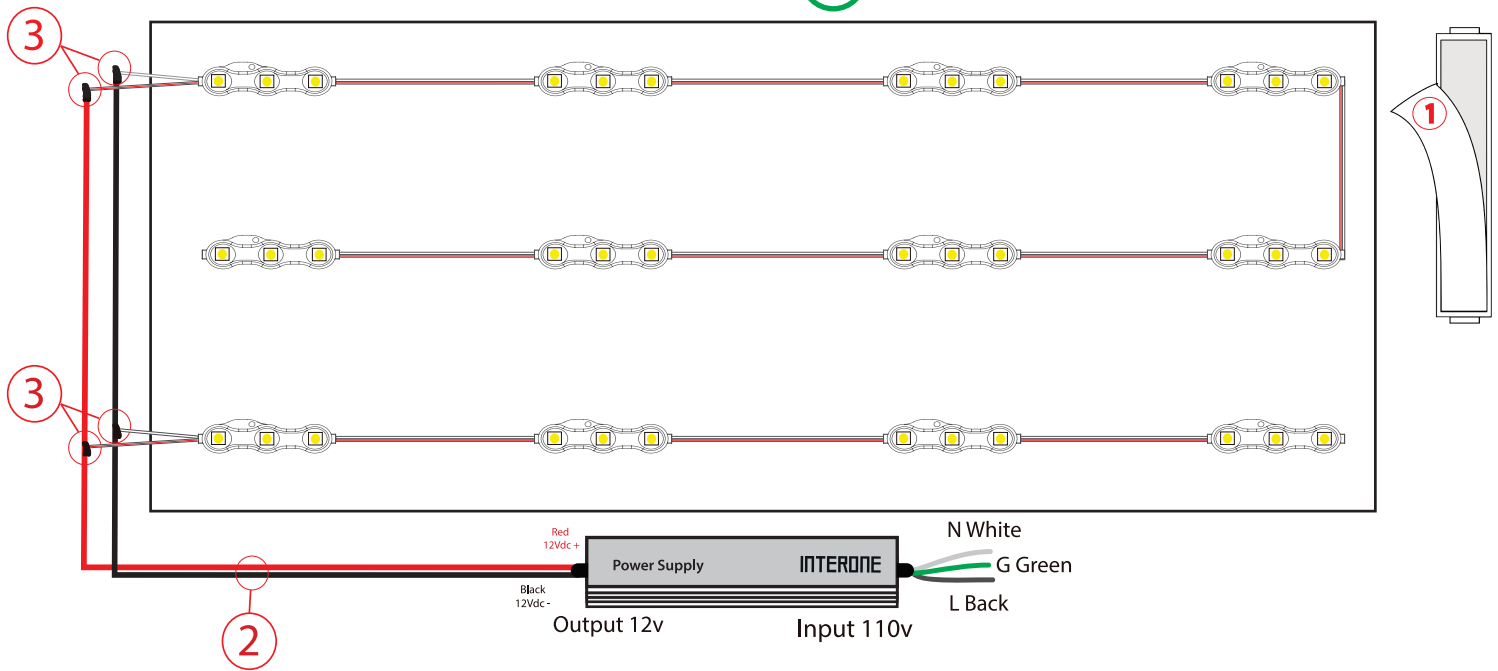 3
1
3
Red
12Vdc +
Power Supply
INTERONE
N White
G Green
L Back
Black
12Vdc -
Output 12v
Input 110v
2